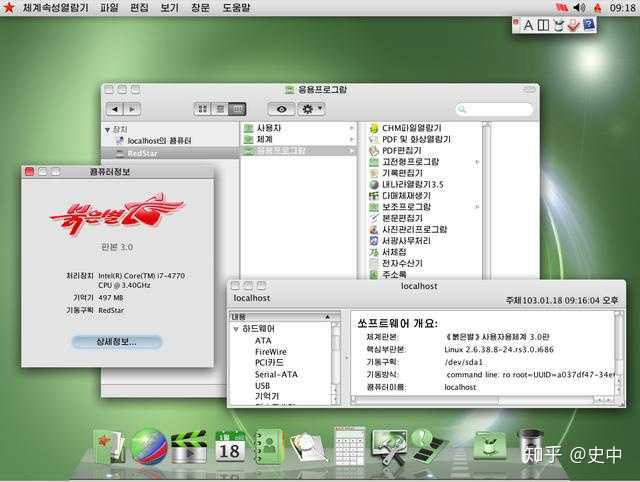 체계속성열람기 파일 편집 보기 창문 도움말 09:18
A
응용프로그람
장치
localhost의 콤퓨터
RedStar
사용자
체계
응용프로그람
CHM파일열람기
PDF 및 화상열람기
PDF편집기
고전형프로그람
기록편집기
내나라열람기3.5
다매체재생기
보조프로그람
본문편집기
사진관리프로그람
서광사무처리
서체집
전자수산기
주소록
콤퓨터정보
붉은별
판본 3.0
처리장치 Intel(R) Core(TM) i7-4770
CPU @ 3.40GHz
기억기 497 MB
기동구획 RedStar
상세정보...
localhost
localhost 주체103.01.18 09:16:04 오후
내용
하드웨어
ATA
FireWire
PCI카드
Serial-ATA
USB
기억기
쏘프트웨어 개요:
체계판본: 《붉은별》사용자용체계 3.0판
핵심부판본: Linux 2.6.38.8-24.rs3.0.i686
기동구획: /dev/sda1
기동방식: command line: ro root=UUID=a037df47-34e
콤퓨터이름: localhost
18
知乎 @史中